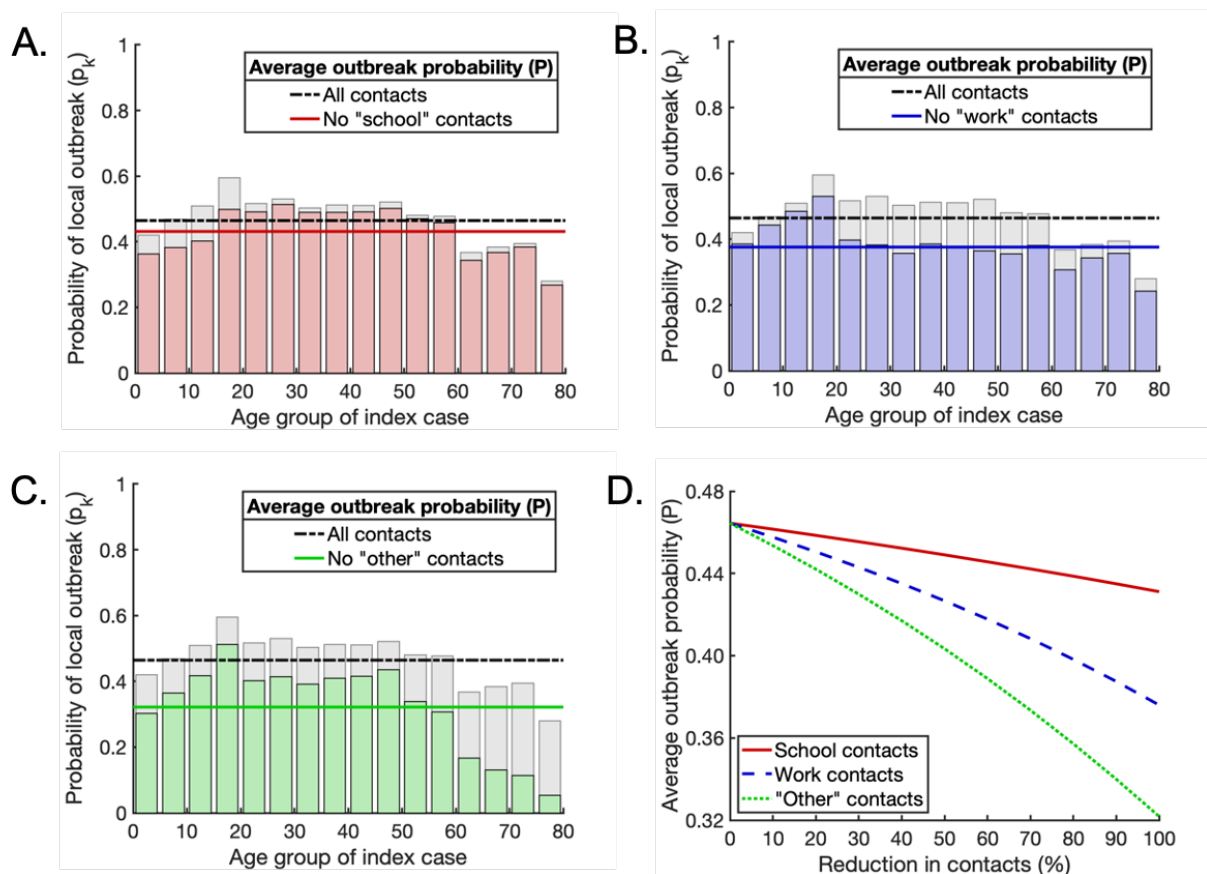 A.
Probability of local outbreak (p_k)
1
0.8
0.6
0.4
0.2
0
Average outbreak probability (P)
All contacts
No "school" contacts
0 10 20 30 40 50 60 70 80
Age group of index case
B.
Probability of local outbreak (p_k)
1
0.8
0.6
0.4
0.2
0
Average outbreak probability (P)
All contacts
No "work" contacts
0 10 20 30 40 50 60 70 80
Age group of index case
C.
Probability of local outbreak (p_k)
1
0.8
0.6
0.4
0.2
0
Average outbreak probability (P)
All contacts
No "other" contacts
0 10 20 30 40 50 60 70 80
Age group of index case
D.
Average outbreak probability (P)
0.48
0.44
0.40
0.36
0.32
School contacts
Work contacts
"Other" contacts
0 10 20 30 40 50 60 70 80 90 100
Reduction in contacts (%)